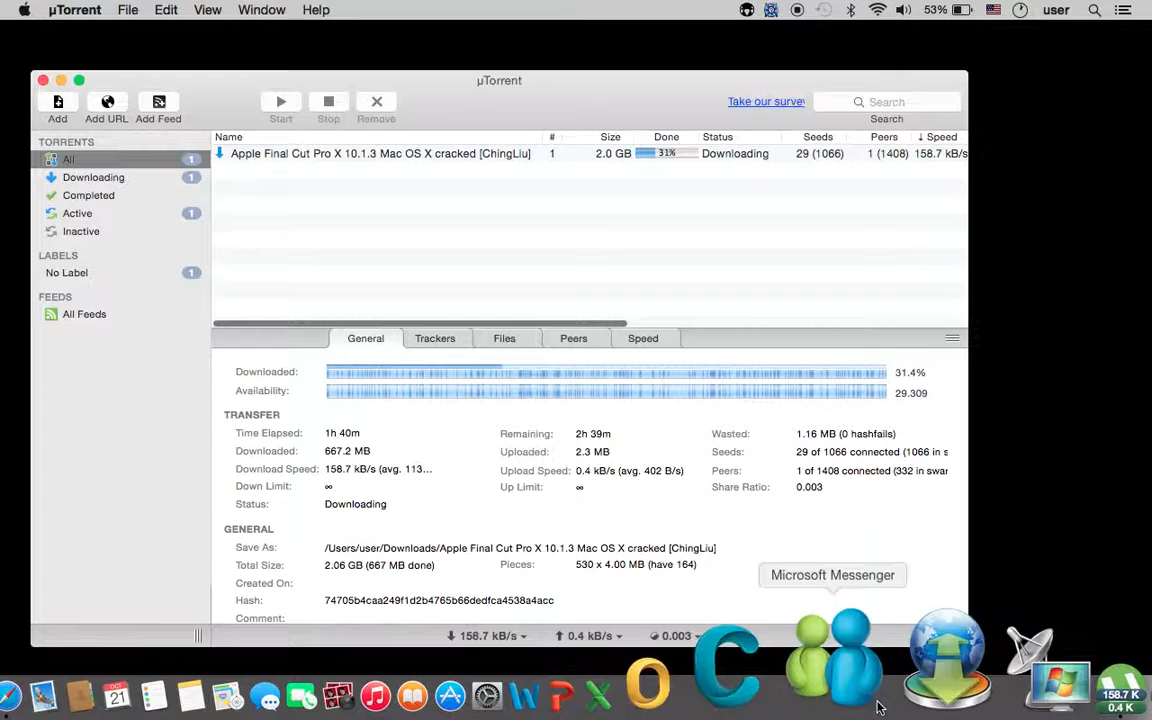 µTorrent File Edit View Window Help 53% user
µTorrent
Add Add URL Add Feed Start Stop Remove Take our survey Search
Search
TORRENTS
All 1
Downloading 1
Completed
Active 1
Inactive
LABELS
No Label 1
FEEDS
All Feeds
Name # Size Done Status Seeds Peers ↓ Speed
Apple Final Cut Pro X 10.1.3 Mac OS X cracked [ChingLiu] 1 2.0 GB 31% Downloading 29 (1066) 1 (1408) 158.7 kB/s
General Trackers Files Peers Speed
Downloaded: 31.4%
Availability: 29.309
TRANSFER
Time Elapsed: 1h 40m Remaining: 2h 39m Wasted: 1.16 MB (0 hashfails)
Downloaded: 667.2 MB Uploaded: 2.3 MB Seeds: 29 of 1066 connected (1066 in s
Download Speed: 158.7 kB/s (avg. 113... Upload Speed: 0.4 kB/s (avg. 402 B/s) Peers: 1 of 1408 connected (332 in swar
Down Limit: ∞ Up Limit: ∞ Share Ratio: 0.003
Status: Downloading
GENERAL
Save As: /Users/user/Downloads/Apple Final Cut Pro X 10.1.3 Mac OS X cracked [ChingLiu]
Total Size: 2.06 GB (667 MB done) Pieces: 530 x 4.00 MB (have 164)
Created On:
Hash: 74705b4caa249f1d2b4765b66dedfca4538a4acc
Comment:
Microsoft Messenger
158.7 kB/s 0.4 kB/s 0.003
OCT 21 W P X O C 158.7 K
0.4 K